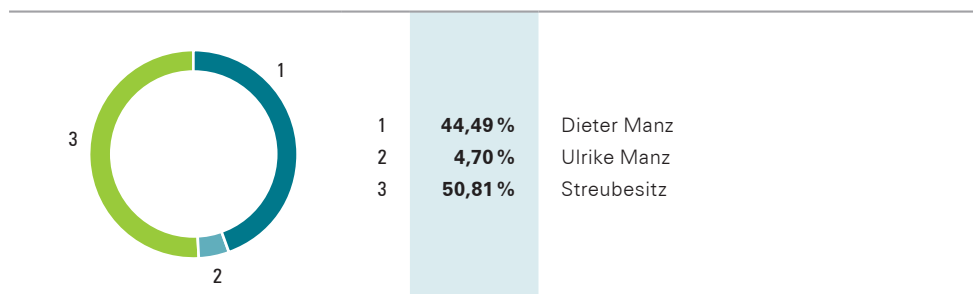 1
3
2
1 44,49 % Dieter Manz
2 4,70 % Ulrike Manz
3 50,81 % Streubesitz